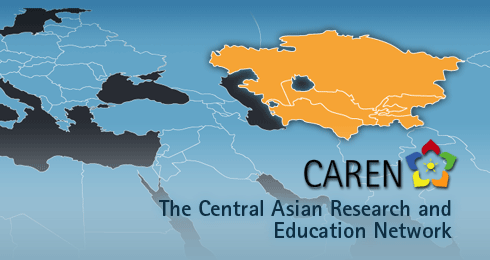 CAREN
The Central Asian Research and
Education Network